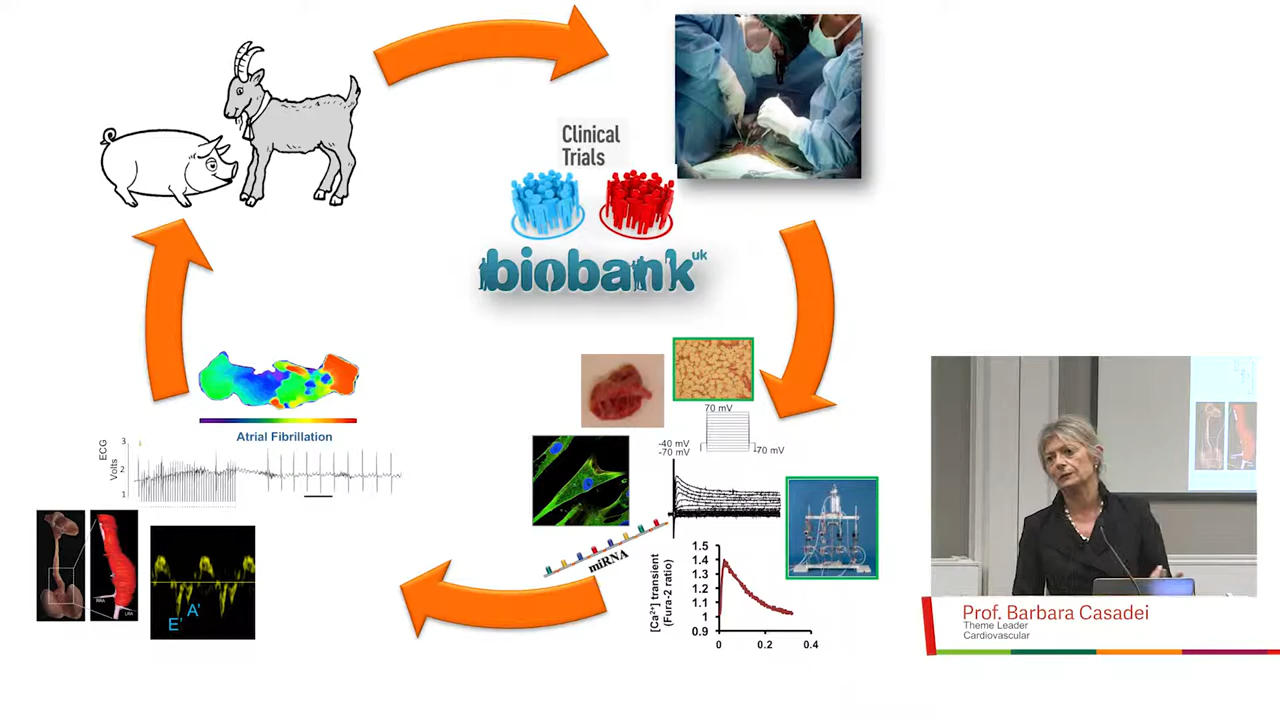 Clinical
Trials
biobank uk
70 mV
-40 mV
-70 mV
-70 mV
Atrial Fibrillation
ECG
Volts
3
2
1
miRNA
[Ca²⁺] transient
(Fura-2 ratio)
1.5
1.4
1.3
1.2
1.1
1
0.9
0
0.2
0.4
RRA
LRA
E'
A'
Prof. Barbara Casadei
Theme Leader
Cardiovascular